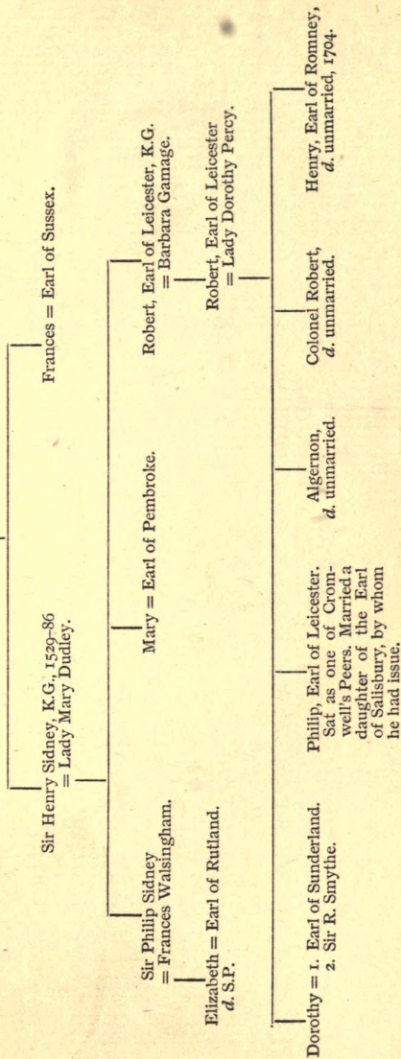 Frances = Earl of Sussex.
Sir Henry Sidney, K.G., 1529–86
= Lady Mary Dudley.
Robert, Earl of Leicester, K.G.
= Barbara Gamage.
Mary = Earl of Pembroke.
Sir Philip Sidney
= Frances Walsingham.
Robert, Earl of Leicester
= Lady Dorothy Percy.
Elizabeth = Earl of Rutland.
d. S.P.
Henry, Earl of Romney,
d. unmarried, 1704.
Colonel Robert,
d. unmarried.
Algernon,
d. unmarried.
Philip, Earl of Leicester.
Sat as one of Crom-
well's Peers. Married a
daughter of the Earl
of Salisbury, by whom
he had issue.
Dorothy = 1. Earl of Sunderland.
2. Sir R. Smythe.